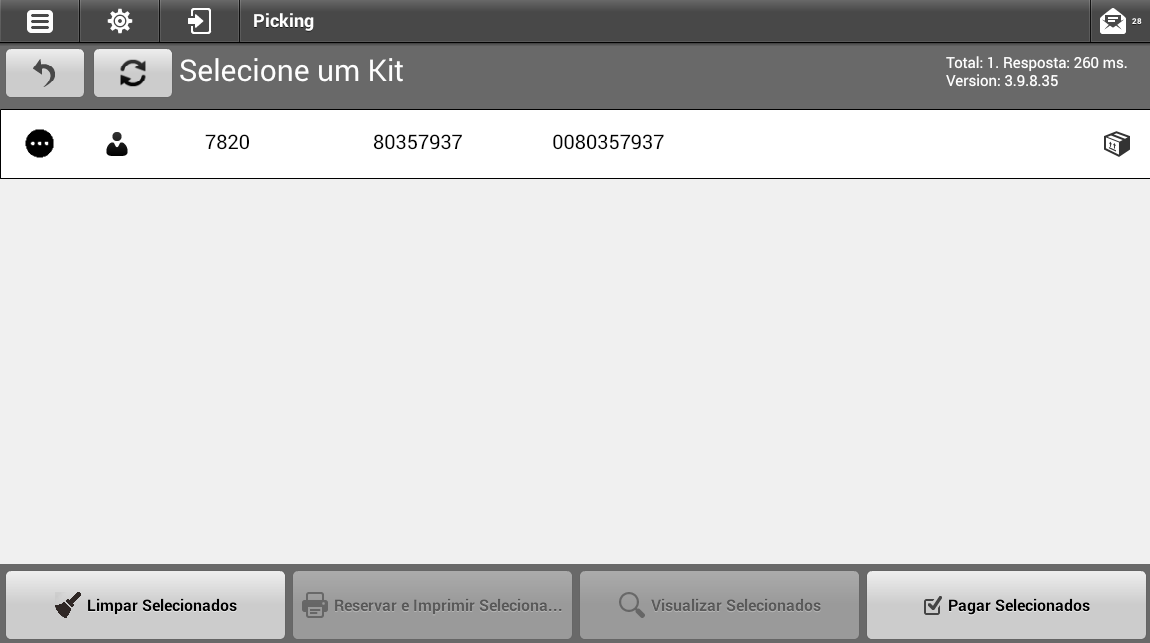 Picking
28
Selecione um Kit
Total: 1. Resposta: 260 ms.
Version: 3.9.8.35
7820 80357937 0080357937
Limpar Selecionados
Reservar e Imprimir Seleciona...
Visualizar Selecionados
Pagar Selecionados